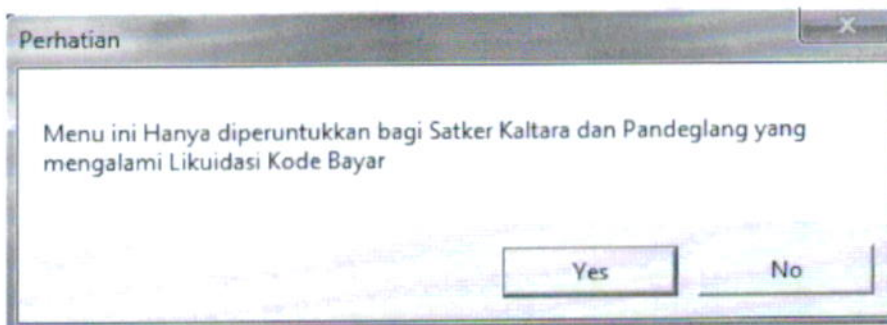 Perhatian
Menu ini Hanya diperuntukkan bagi Satker Kaltara dan Pandeglang yang
mengalami Likuidasi Kode Bayar
Yes
No